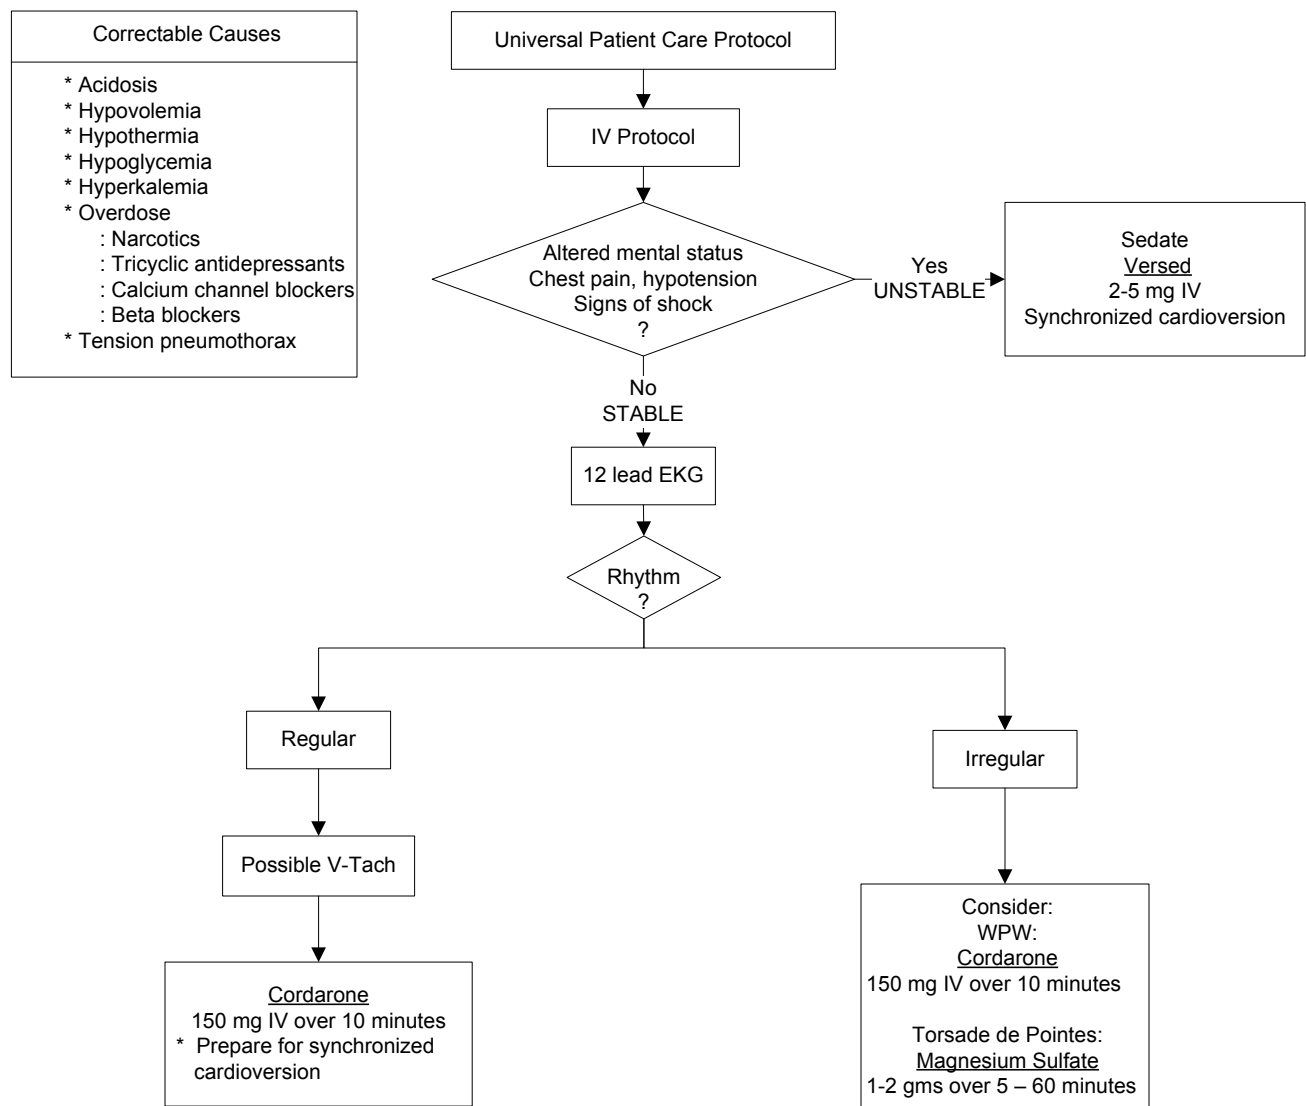 Correctable Causes
* Acidosis
* Hypovolemia
* Hypothermia
* Hypoglycemia
* Hyperkalemia
* Overdose
: Narcotics
: Tricyclic antidepressants
: Calcium channel blockers
: Beta blockers
* Tension pneumothorax
Universal Patient Care Protocol
IV Protocol
Altered mental status
Chest pain, hypotension
Signs of shock
?
Yes
UNSTABLE
Sedate
Versed
2-5 mg IV
Synchronized cardioversion
No
STABLE
12 lead EKG
Rhythm
?
Regular
Possible V-Tach
Cordarone
150 mg IV over 10 minutes
* Prepare for synchronized
cardioversion
Irregular
Consider:
WPW:
Cordarone
150 mg IV over 10 minutes
Torsade de Pointes:
Magnesium Sulfate
1-2 gms over 5 – 60 minutes